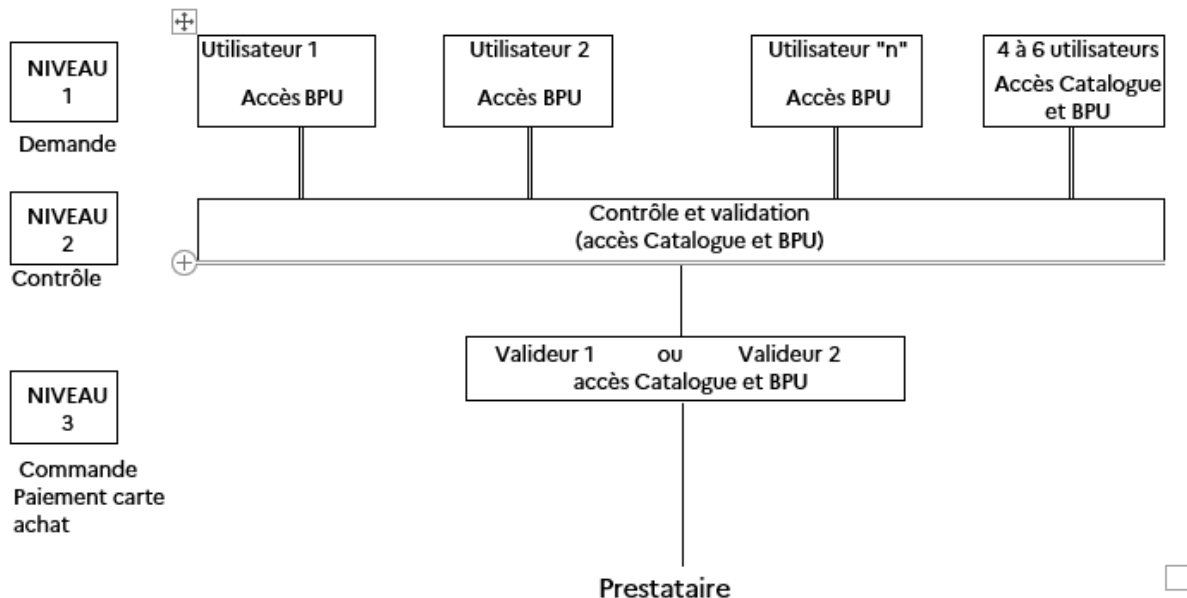 NIVEAU
1
Demande
Utilisateur 1
Accès BPU
Utilisateur 2
Accès BPU
Utilisateur "n"
Accès BPU
4 à 6 utilisateurs
Accès Catalogue
et BPU
NIVEAU
2
Contrôle
Contrôle et validation
(accès Catalogue et BPU)
NIVEAU
3
Commande
Paiement carte
achat
Valideur 1 ou Valideur 2
accès Catalogue et BPU
Prestataire